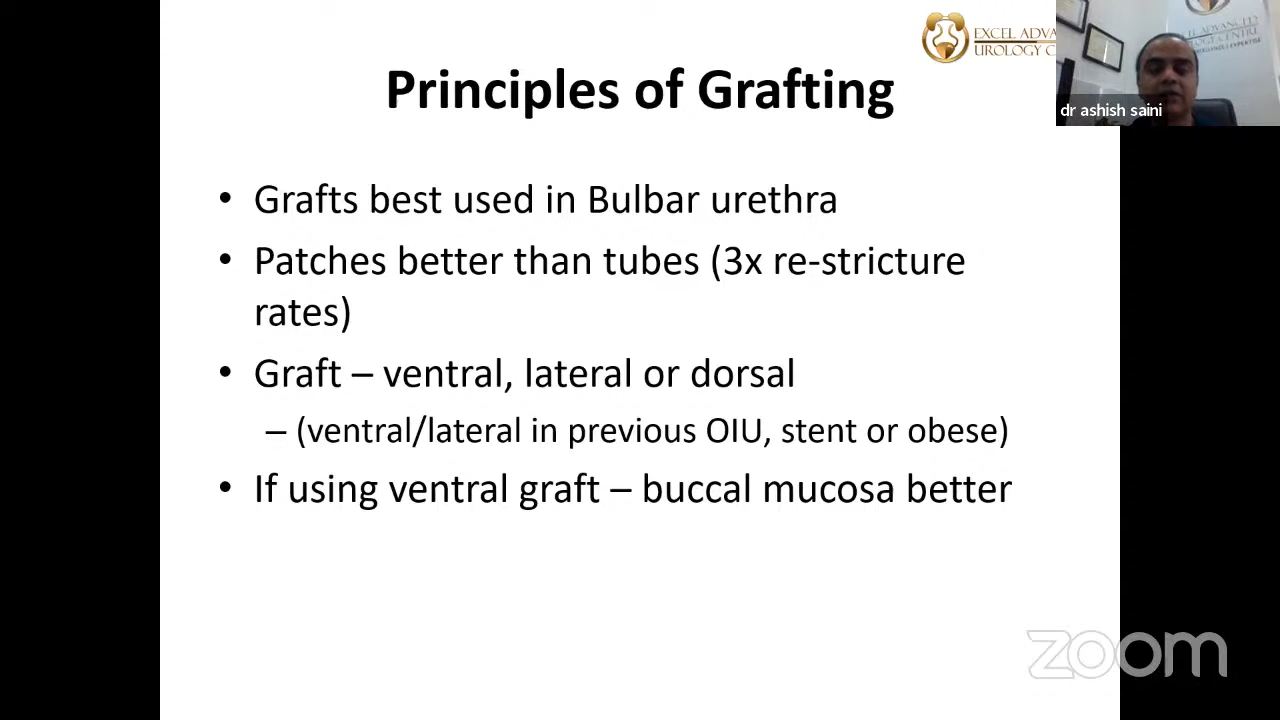 EXCEL ADVA
UROLOGY C
Principles of Grafting
dr ashish saini
• Grafts best used in Bulbar urethra
• Patches better than tubes (3x re-stricture
rates)
• Graft – ventral, lateral or dorsal
– (ventral/lateral in previous OIU, stent or obese)
• If using ventral graft – buccal mucosa better
zoom